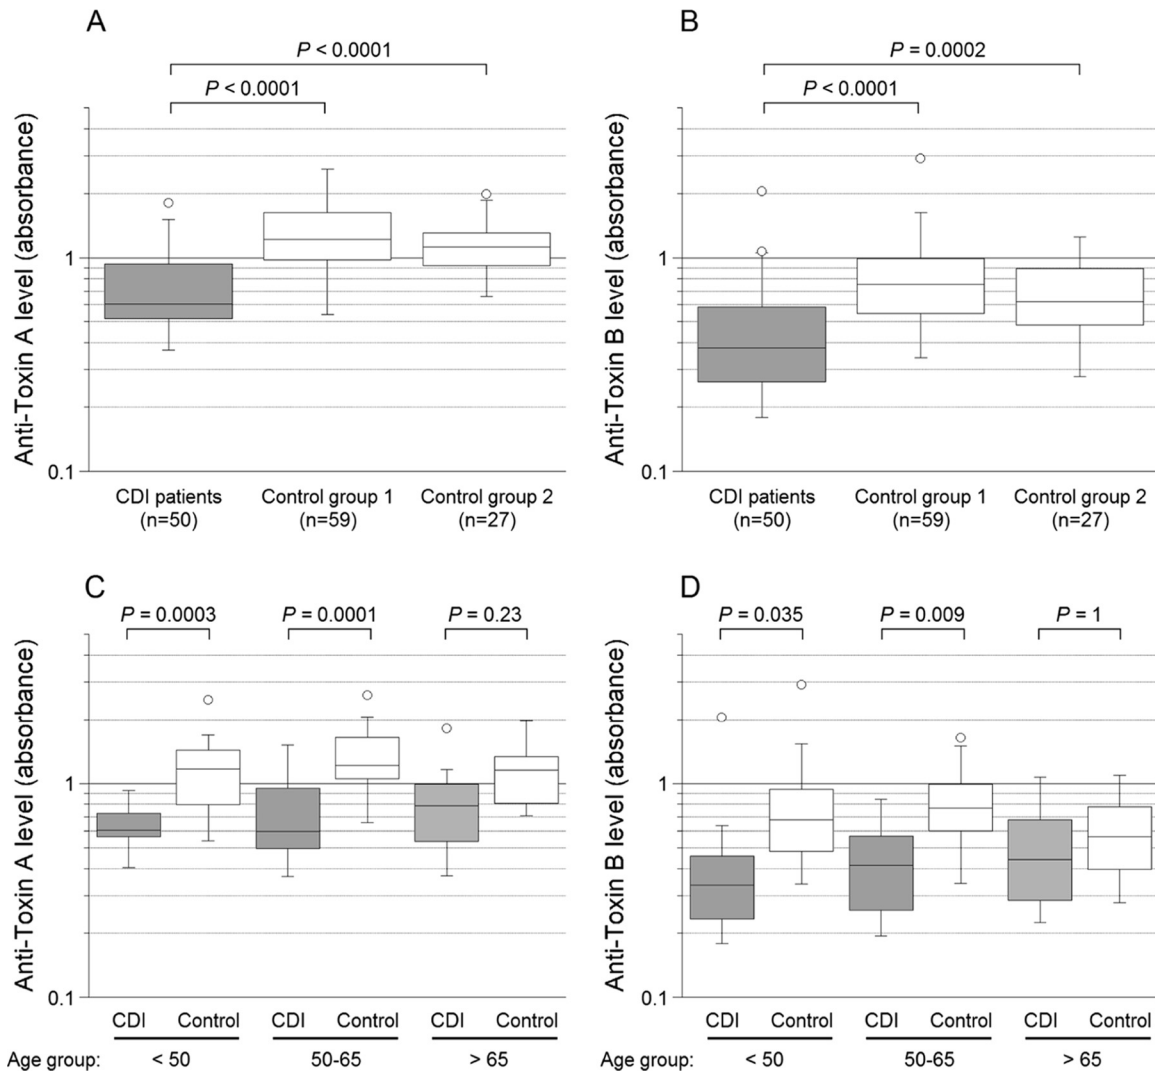 A
P < 0.0001
P < 0.0001
Anti-Toxin A level (absorbance)
1
0.1
CDI patients
(n=50)
Control group 1
(n=59)
Control group 2
(n=27)
B
P = 0.0002
P < 0.0001
Anti-Toxin B level (absorbance)
1
0.1
CDI patients
(n=50)
Control group 1
(n=59)
Control group 2
(n=27)
C
P = 0.0003
P = 0.0001
P = 0.23
Anti-Toxin A level (absorbance)
1
0.1
CDI Control CDI Control CDI Control
Age group: < 50 50-65 > 65
D
P = 0.035
P = 0.009
P = 1
Anti-Toxin B level (absorbance)
1
0.1
CDI Control CDI Control CDI Control
Age group: < 50 50-65 > 65